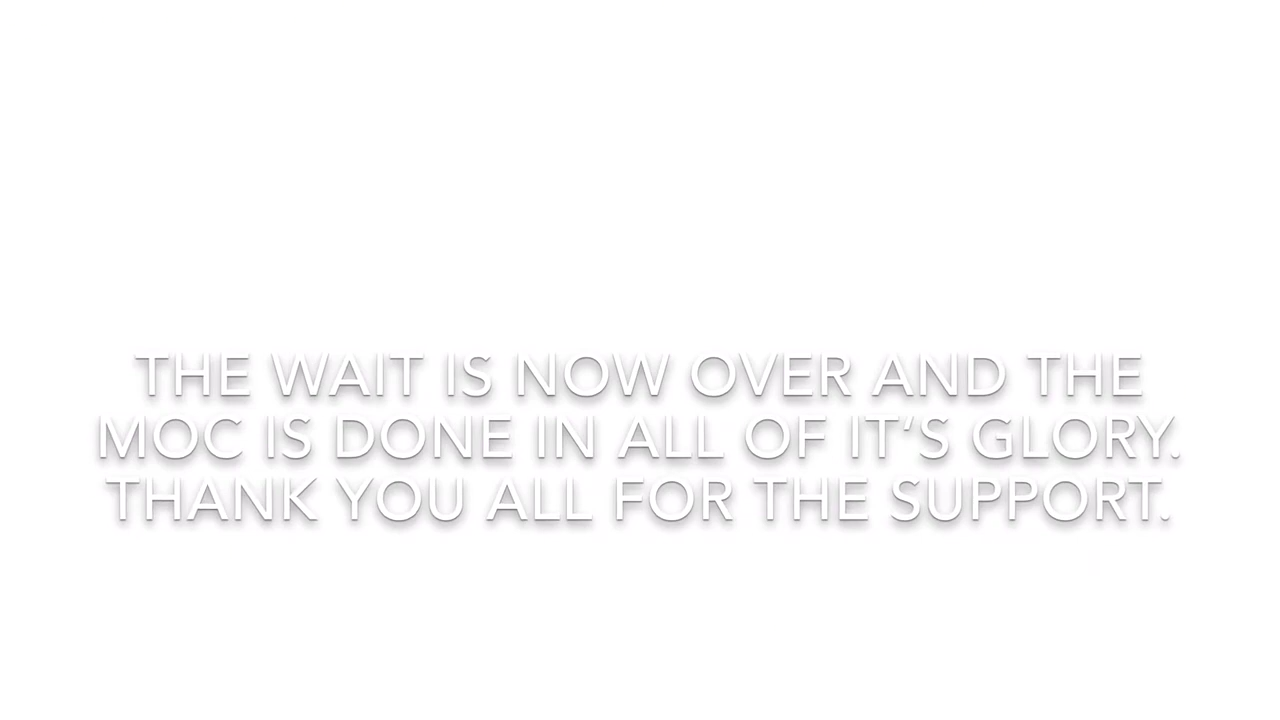 THE WAIT IS NOW OVER AND THE
MOC IS DONE IN ALL OF IT’S GLORY.
THANK YOU ALL FOR THE SUPPORT.